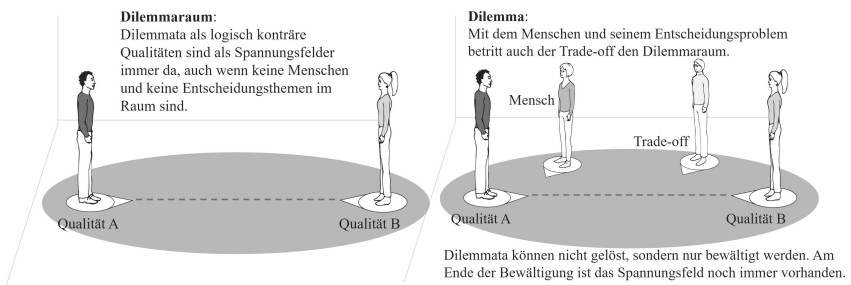 Dilemmaraum:
Dilemmata als logisch konträre
Qualitäten sind als Spannungsfelder
immer da, auch wenn keine Menschen
und keine Entscheidungsthemen im
Raum sind.
Qualität A
Qualität B
Dilemma:
Mit dem Menschen und seinem Entscheidungsproblem
betritt auch der Trade-off den Dilemmaraum.
Mensch
Trade-off
Qualität A
Qualität B
Dilemmata können nicht gelöst, sondern nur bewältigt werden. Am
Ende der Bewältigung ist das Spannungsfeld noch immer vorhanden.